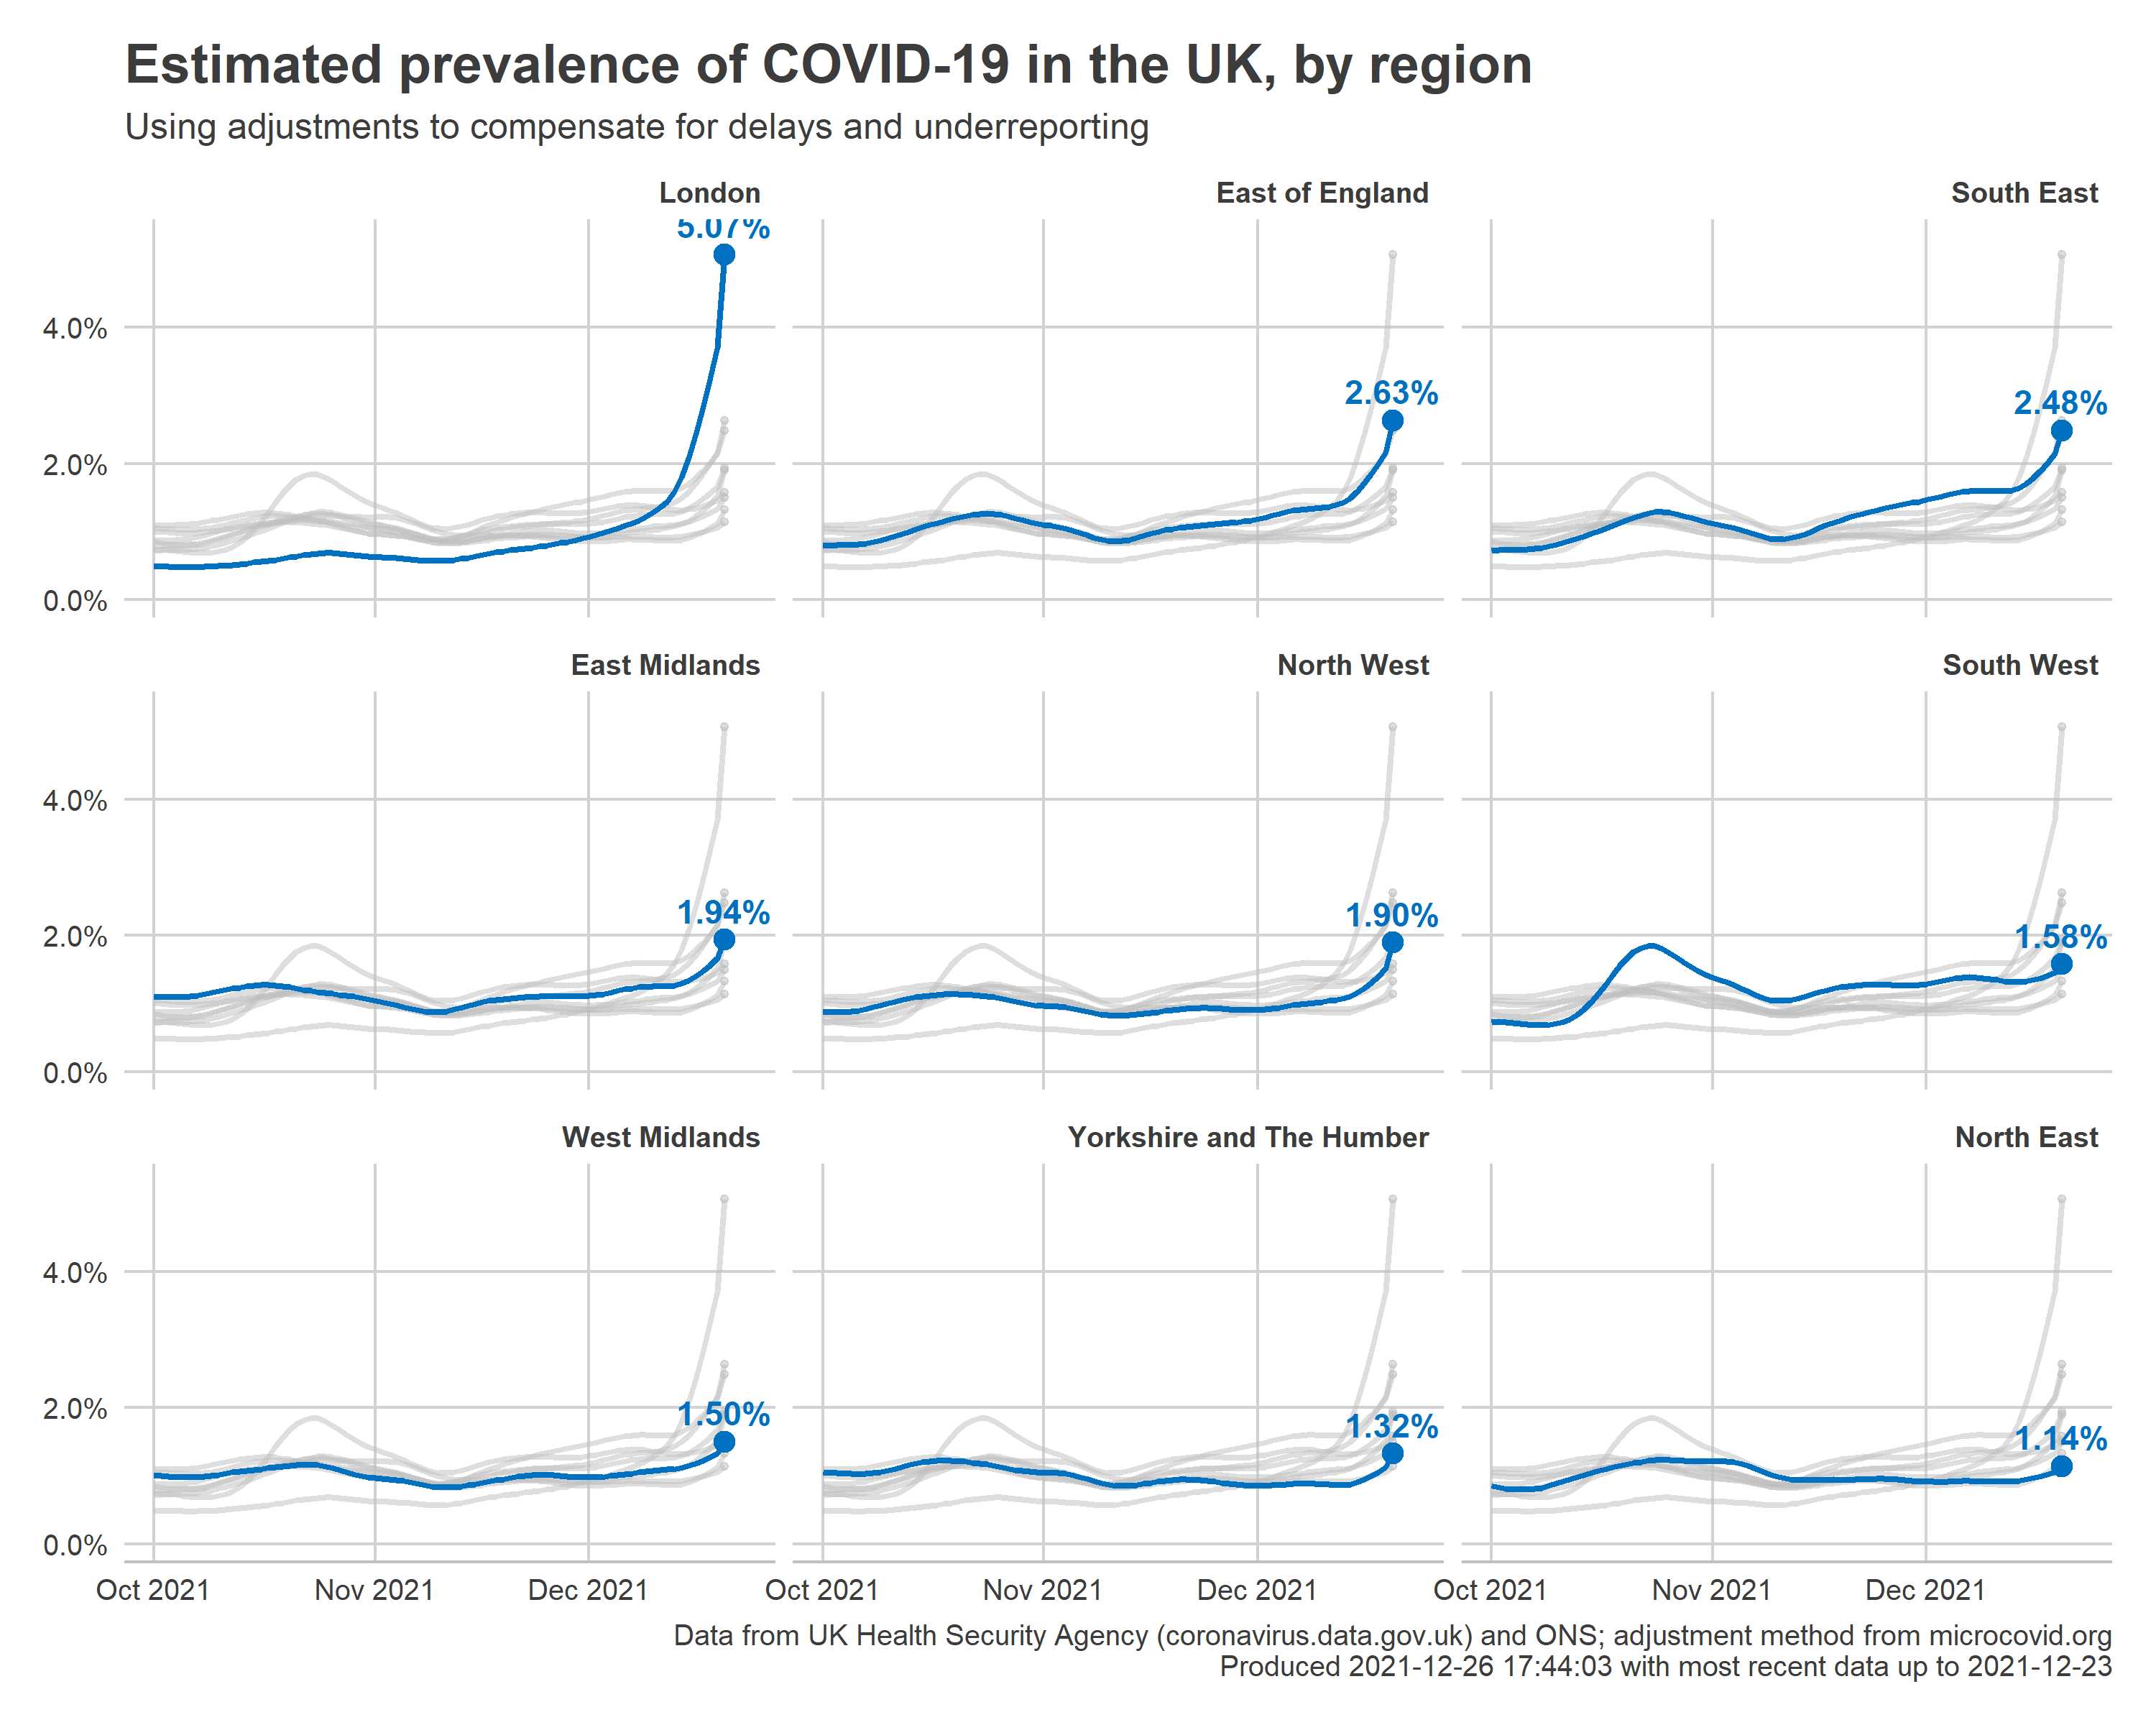 Estimated prevalence of COVID-19 in the UK, by region
Using adjustments to compensate for delays and underreporting
London
East of England
South East
5.07%
2.63%
2.48%
4.0%
2.0%
0.0%
East Midlands
North West
South West
1.94%
1.90%
1.58%
4.0%
2.0%
0.0%
West Midlands
Yorkshire and The Humber
North East
1.50%
1.32%
1.14%
4.0%
2.0%
0.0%
Oct 2021 Nov 2021 Dec 2021 Oct 2021 Nov 2021 Dec 2021 Oct 2021 Nov 2021 Dec 2021
Data from UK Health Security Agency (coronavirus.data.gov.uk) and ONS; adjustment method from microcovid.org
Produced 2021-12-26 17:44:03 with most recent data up to 2021-12-23